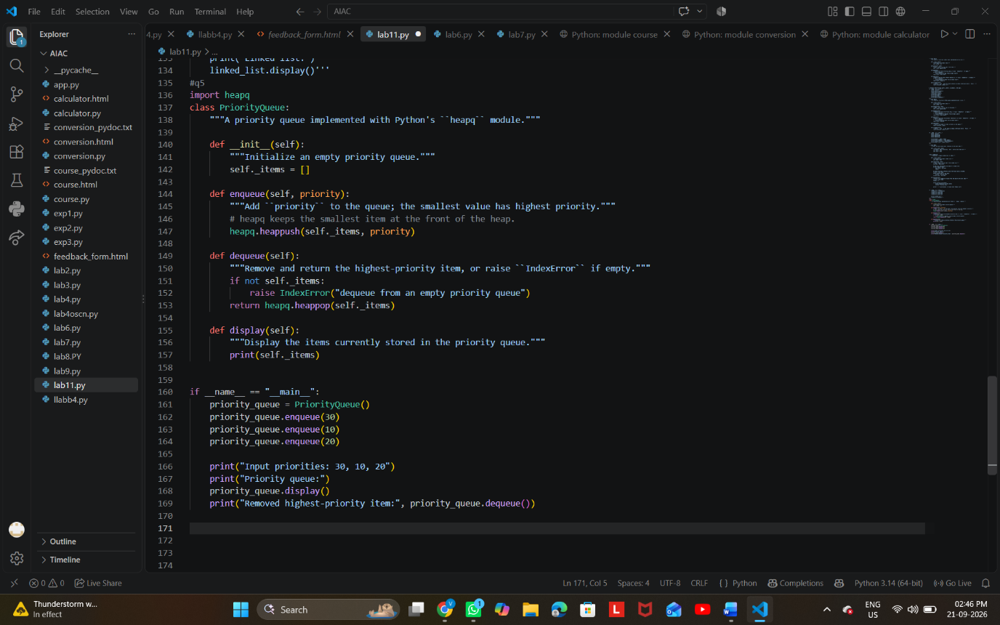 File Edit Selection View Go Run Terminal Help
AIAC
Explorer
4.py
llabb4.py
feedback_form.html
lab11.py
lab6.py
lab7.py
Python: module course
Python: module conversion
Python: module calculator
lab11.py > ...
AIAC
__pycache__
app.py
calculator.html
calculator.py
conversion_pydoc.txt
conversion.html
conversion.py
course_pydoc.txt
course.html
course.py
exp1.py
exp2.py
exp3.py
feedback_form.html
lab2.py
lab3.py
lab4.py
lab4oscn.py
lab6.py
lab7.py
lab8.PY
lab9.py
lab11.py
llabb4.py
Outline
Timeline
133 print("Linked list:")
134 linked_list.display()'''
135 #q5
136 import heapq
137 class PriorityQueue:
138 """A priority queue implemented with Python's ``heapq`` module."""
139
140 def __init__(self):
141 """Initialize an empty priority queue."""
142 self._items = []
143
144 def enqueue(self, priority):
145 """Add ``priority`` to the queue; the smallest value has highest priority."""
146 # heapq keeps the smallest item at the front of the heap.
147 heapq.heappush(self._items, priority)
148
149 def dequeue(self):
150 """Remove and return the highest-priority item, or raise ``IndexError`` if empty."""
151 if not self._items:
152 raise IndexError("dequeue from an empty priority queue")
153 return heapq.heappop(self._items)
154
155 def display(self):
156 """Display the items currently stored in the priority queue."""
157 print(self._items)
158
159
160 if __name__ == "__main__":
161 priority_queue = PriorityQueue()
162 priority_queue.enqueue(30)
163 priority_queue.enqueue(10)
164 priority_queue.enqueue(20)
165
166 print("Input priorities: 30, 10, 20")
167 print("Priority queue:")
168 priority_queue.display()
169 print("Removed highest-priority item:", priority_queue.dequeue())
170
171
172
173
174
0 0 Live Share
Ln 171, Col 5 Spaces: 4 UTF-8 CRLF { } Python Completions Python 3.14 (64-bit) Go Live
Thunderstorm w...
In effect
Search
ENG
US
02:46 PM
21-09-2026